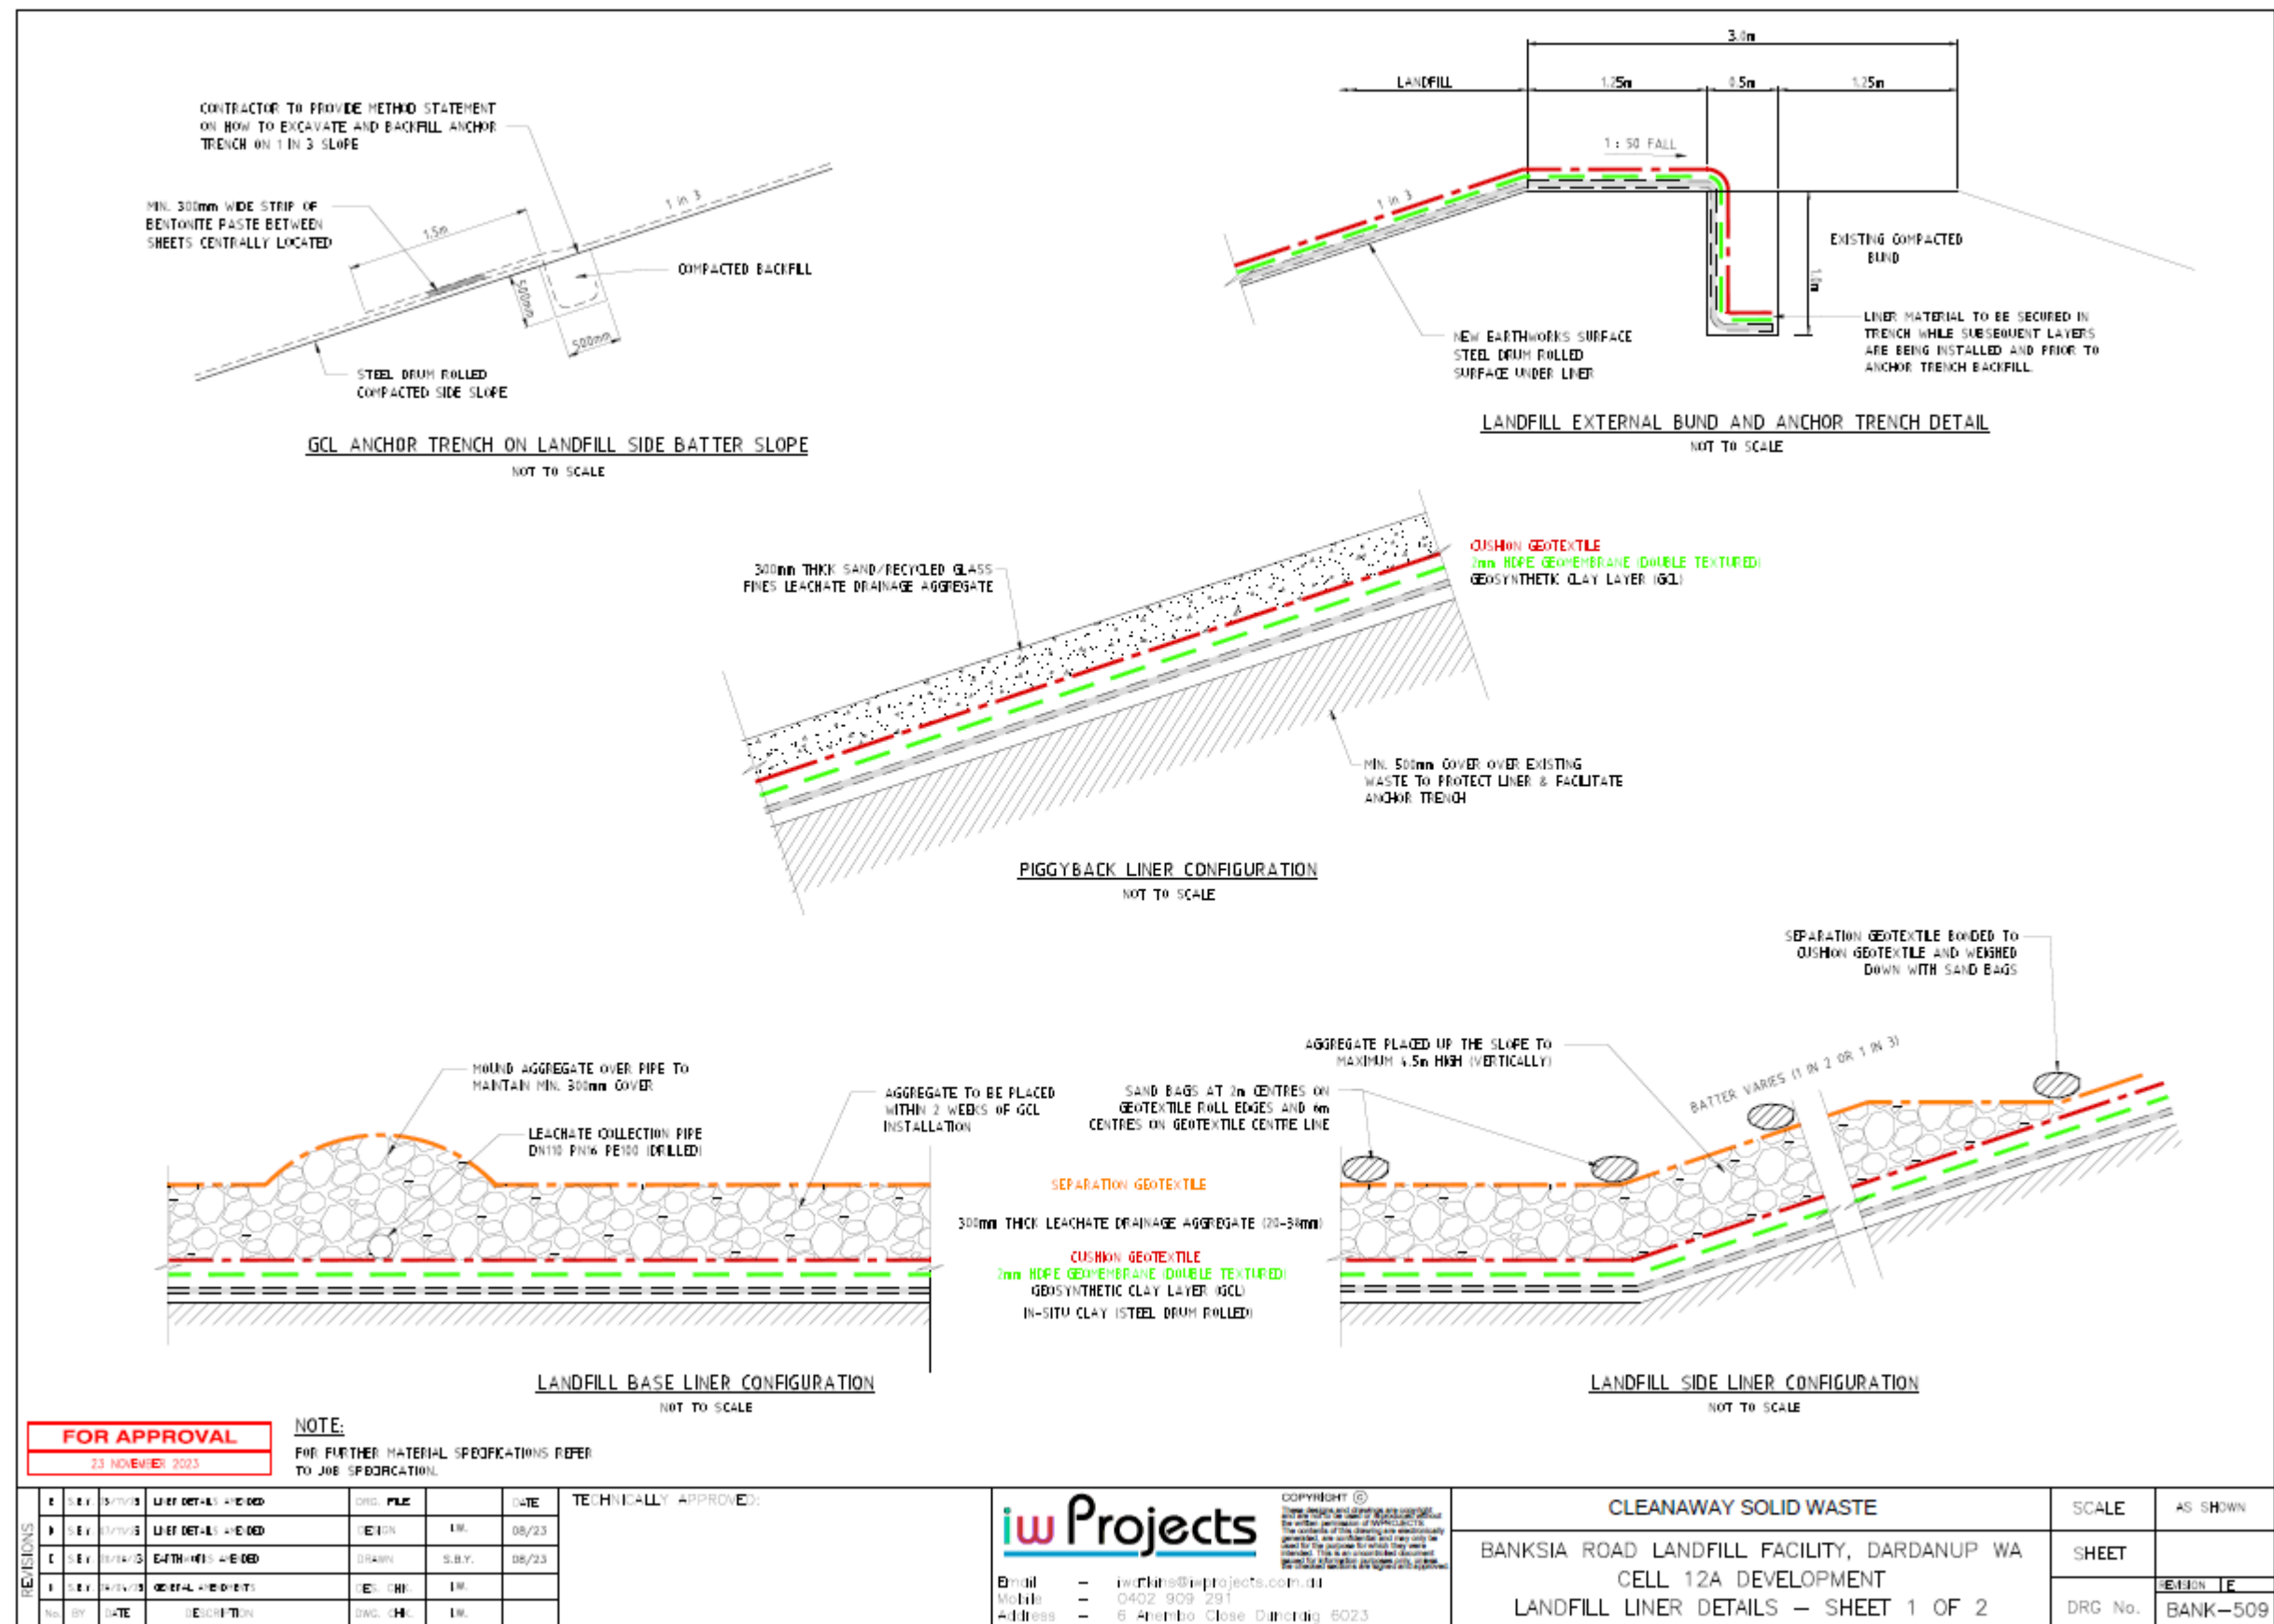 CONTRACTOR TO PROVIDE METHOD STATEMENT
ON HOW TO EXCAVATE AND BACKFILL ANCHOR
TRENCH ON 1 IN 3 SLOPE
MIN. 300mm WIDE STRIP OF
BENTONITE PASTE BETWEEN
SHEETS CENTRALLY LOCATED
1.5m
1 in 3
COMPACTED BACKFILL
500mm
500mm
STEEL DRUM ROLLED
COMPACTED SIDE SLOPE
GCL ANCHOR TRENCH ON LANDFILL SIDE BATTER SLOPE
NOT TO SCALE
3.0m
LANDFILL
1.25m
0.5m
1.25m
1 : 50 FALL
1 in 3
EXISTING COMPACTED
BUND
1.0m
NEW EARTHWORKS SURFACE
STEEL DRUM ROLLED
SURFACE UNDER LINER
LINER MATERIAL TO BE SECURED IN
TRENCH WHILE SUBSEQUENT LAYERS
ARE BEING INSTALLED AND PRIOR TO
ANCHOR TRENCH BACKFILL.
LANDFILL EXTERNAL BUND AND ANCHOR TRENCH DETAIL
NOT TO SCALE
300mm THICK SAND/RECYCLED GLASS
FINES LEACHATE DRAINAGE AGGREGATE
CUSHION GEOTEXTILE
2mm HDPE GEOMEMBRANE (DOUBLE TEXTURED)
GEOSYNTHETIC CLAY LAYER (GCL)
MIN. 500mm COVER OVER EXISTING
WASTE TO PROTECT LINER & FACILITATE
ANCHOR TRENCH
PIGGYBACK LINER CONFIGURATION
NOT TO SCALE
SEPARATION GEOTEXTILE BONDED TO
CUSHION GEOTEXTILE AND WEIGHED
DOWN WITH SAND BAGS
MOUND AGGREGATE OVER PIPE TO
MAINTAIN MIN. 300mm COVER
LEACHATE COLLECTION PIPE
DN110 PN16 PE100 (DRILLED)
AGGREGATE TO BE PLACED
WITHIN 2 WEEKS OF GCL
INSTALLATION
AGGREGATE PLACED UP THE SLOPE TO
MAXIMUM 4.5m HIGH (VERTICALLY)
SAND BAGS AT 2m CENTRES ON
GEOTEXTILE ROLL EDGES AND 6m
CENTRES ON GEOTEXTILE CENTRE LINE
BATTER VARIES (1 IN 2 OR 1 IN 3)
SEPARATION GEOTEXTILE
300mm THICK LEACHATE DRAINAGE AGGREGATE (20-38mm)
CUSHION GEOTEXTILE
2mm HDPE GEOMEMBRANE (DOUBLE TEXTURED)
GEOSYNTHETIC CLAY LAYER (GCL)
IN-SITU CLAY (STEEL DRUM ROLLED)
LANDFILL BASE LINER CONFIGURATION
NOT TO SCALE
LANDFILL SIDE LINER CONFIGURATION
NOT TO SCALE
FOR APPROVAL
23 NOVEMBER 2023
NOTE:
FOR FURTHER MATERIAL SPECIFICATIONS REFER
TO JOB SPECIFICATION.
REVISIONS
E S.B.Y. LINER DETAILS AMENDED
S.B.Y. LINER DETAILS AMENDED
S.B.Y. EARTHWORKS AMENDED
S.B.Y. GENERAL AMENDMENTS
No. BY DATE DESCRIPTION
DWG. FILE DATE
DESIGN I.W. 08/23
DRAWN S.B.Y. 08/23
DES. CHK. I.W.
DWG. CHK. I.W.
TECHNICALLY APPROVED:
iw Projects
COPYRIGHT ©
Email – iwatkins@iwprojects.com.au
Mobile – 0402 909 291
Address – 6 Anembo Close Duncraig 6023
CLEANAWAY SOLID WASTE
BANKSIA ROAD LANDFILL FACILITY, DARDANUP WA
CELL 12A DEVELOPMENT
LANDFILL LINER DETAILS – SHEET 1 OF 2
SCALE AS SHOWN
SHEET
REVISION E
DRG No. BANK-509